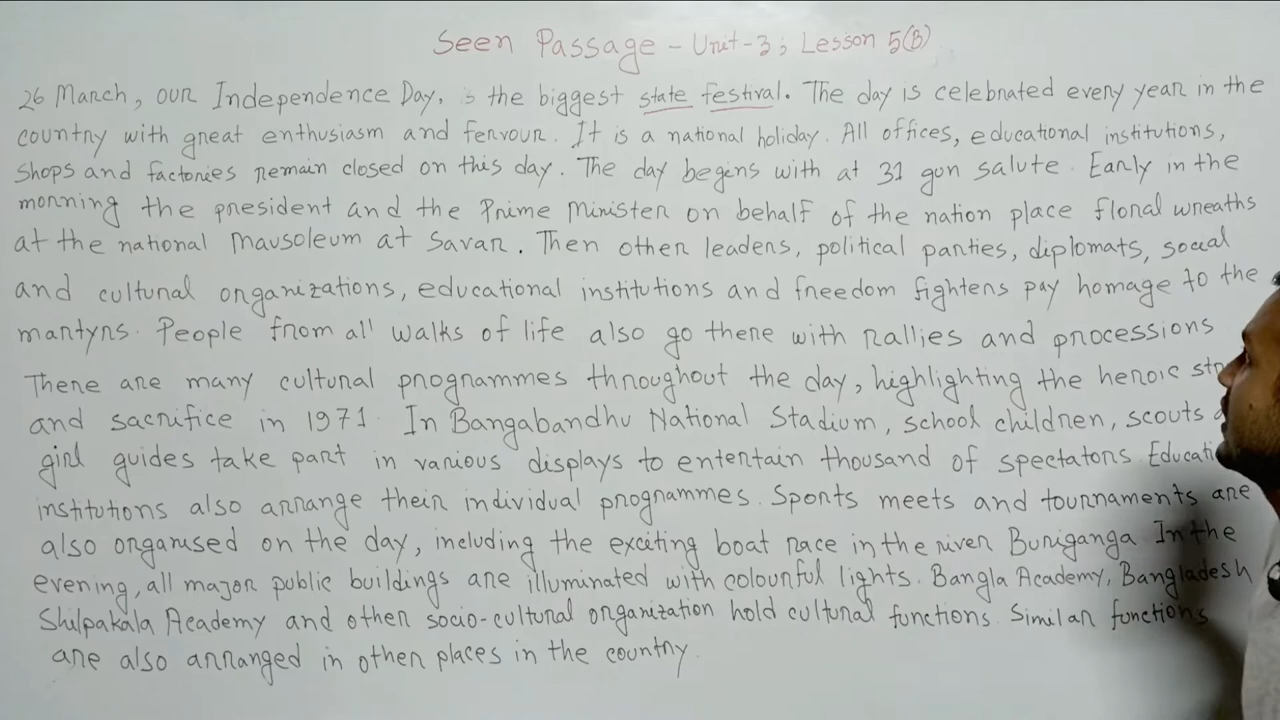 Seen Passage - Unit-3; Lesson 5(B)
26 March, our Independence Day, is the biggest state festival. The day is celebrated every year in the
country with great enthusiasm and fervour. It is a national holiday. All offices, educational institutions,
Shops and factories remain closed on this day. The day begins with at 31 gun salute. Early in the
morning the president and the Prime Minister on behalf of the nation place floral wreaths
at the national mausoleum at Savar. Then other leaders, political parties, diplomats, social
and cultural organizations, educational institutions and freedom fighters pay homage to the
martyrs. People from all walks of life also go there with rallies and processions
There are many cultural programmes throughout the day, highlighting the heroic
and sacrifice in 1971. In Bangabandhu National Stadium, school children, scouts
girl guides take part in various displays to entertain thousand of spectators.
institutions also arrange their individual programmes. Sports meets and tournaments are
also organised on the day, including the exciting boat race in the river Buriganga In the
evening, all major public buildings are illuminated with colourful lights. Bangla Academy, Bangladesh
Shilpakala Academy and other socio-cultural organization hold cultural functions. Similar functions
are also arranged in other places in the country.